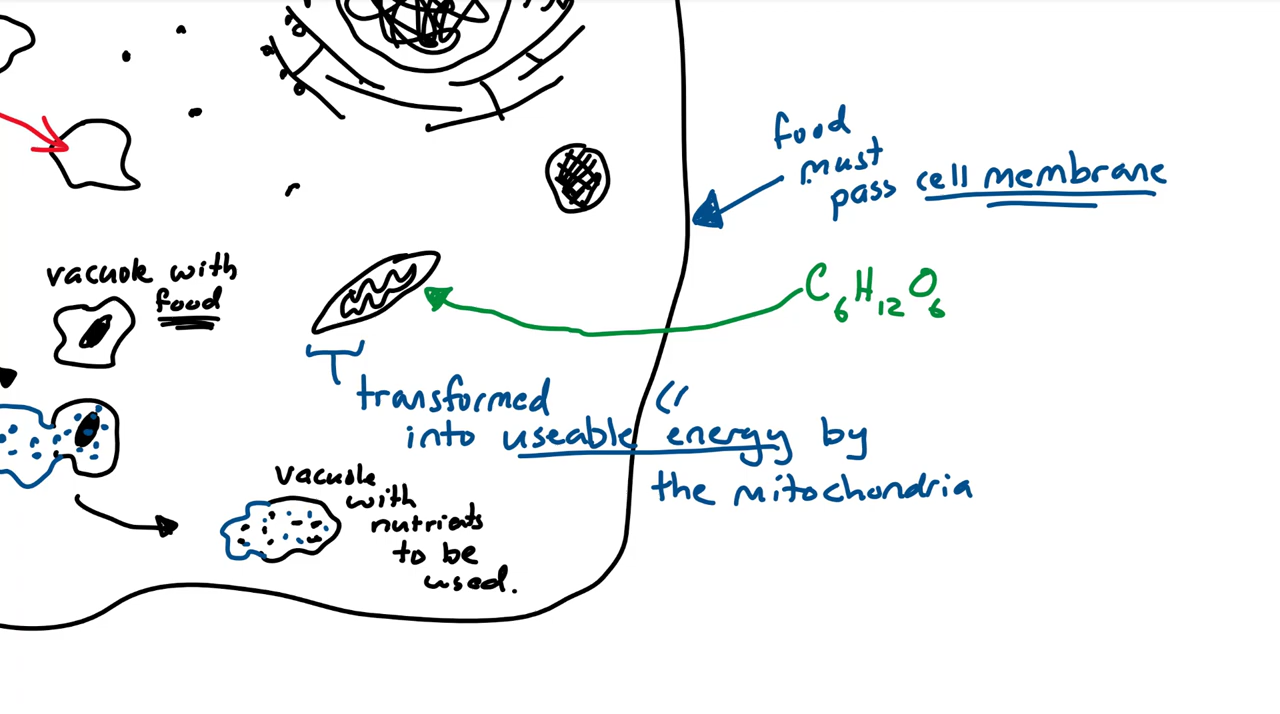 food
must
pass cell membrane
vacuole with
food
C6H12O6
transformed
into useable energy by
the mitochondria
vacuole
with
nutrients
to be
used.